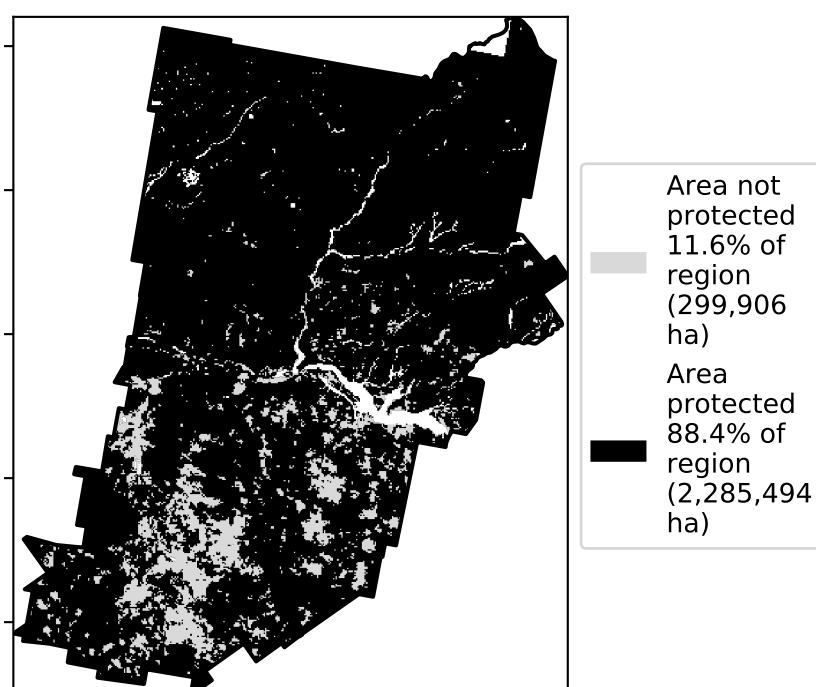 Area not
protected
11.6% of
region
(299,906
ha)
Area
protected
88.4% of
region
(2,285,494
ha)